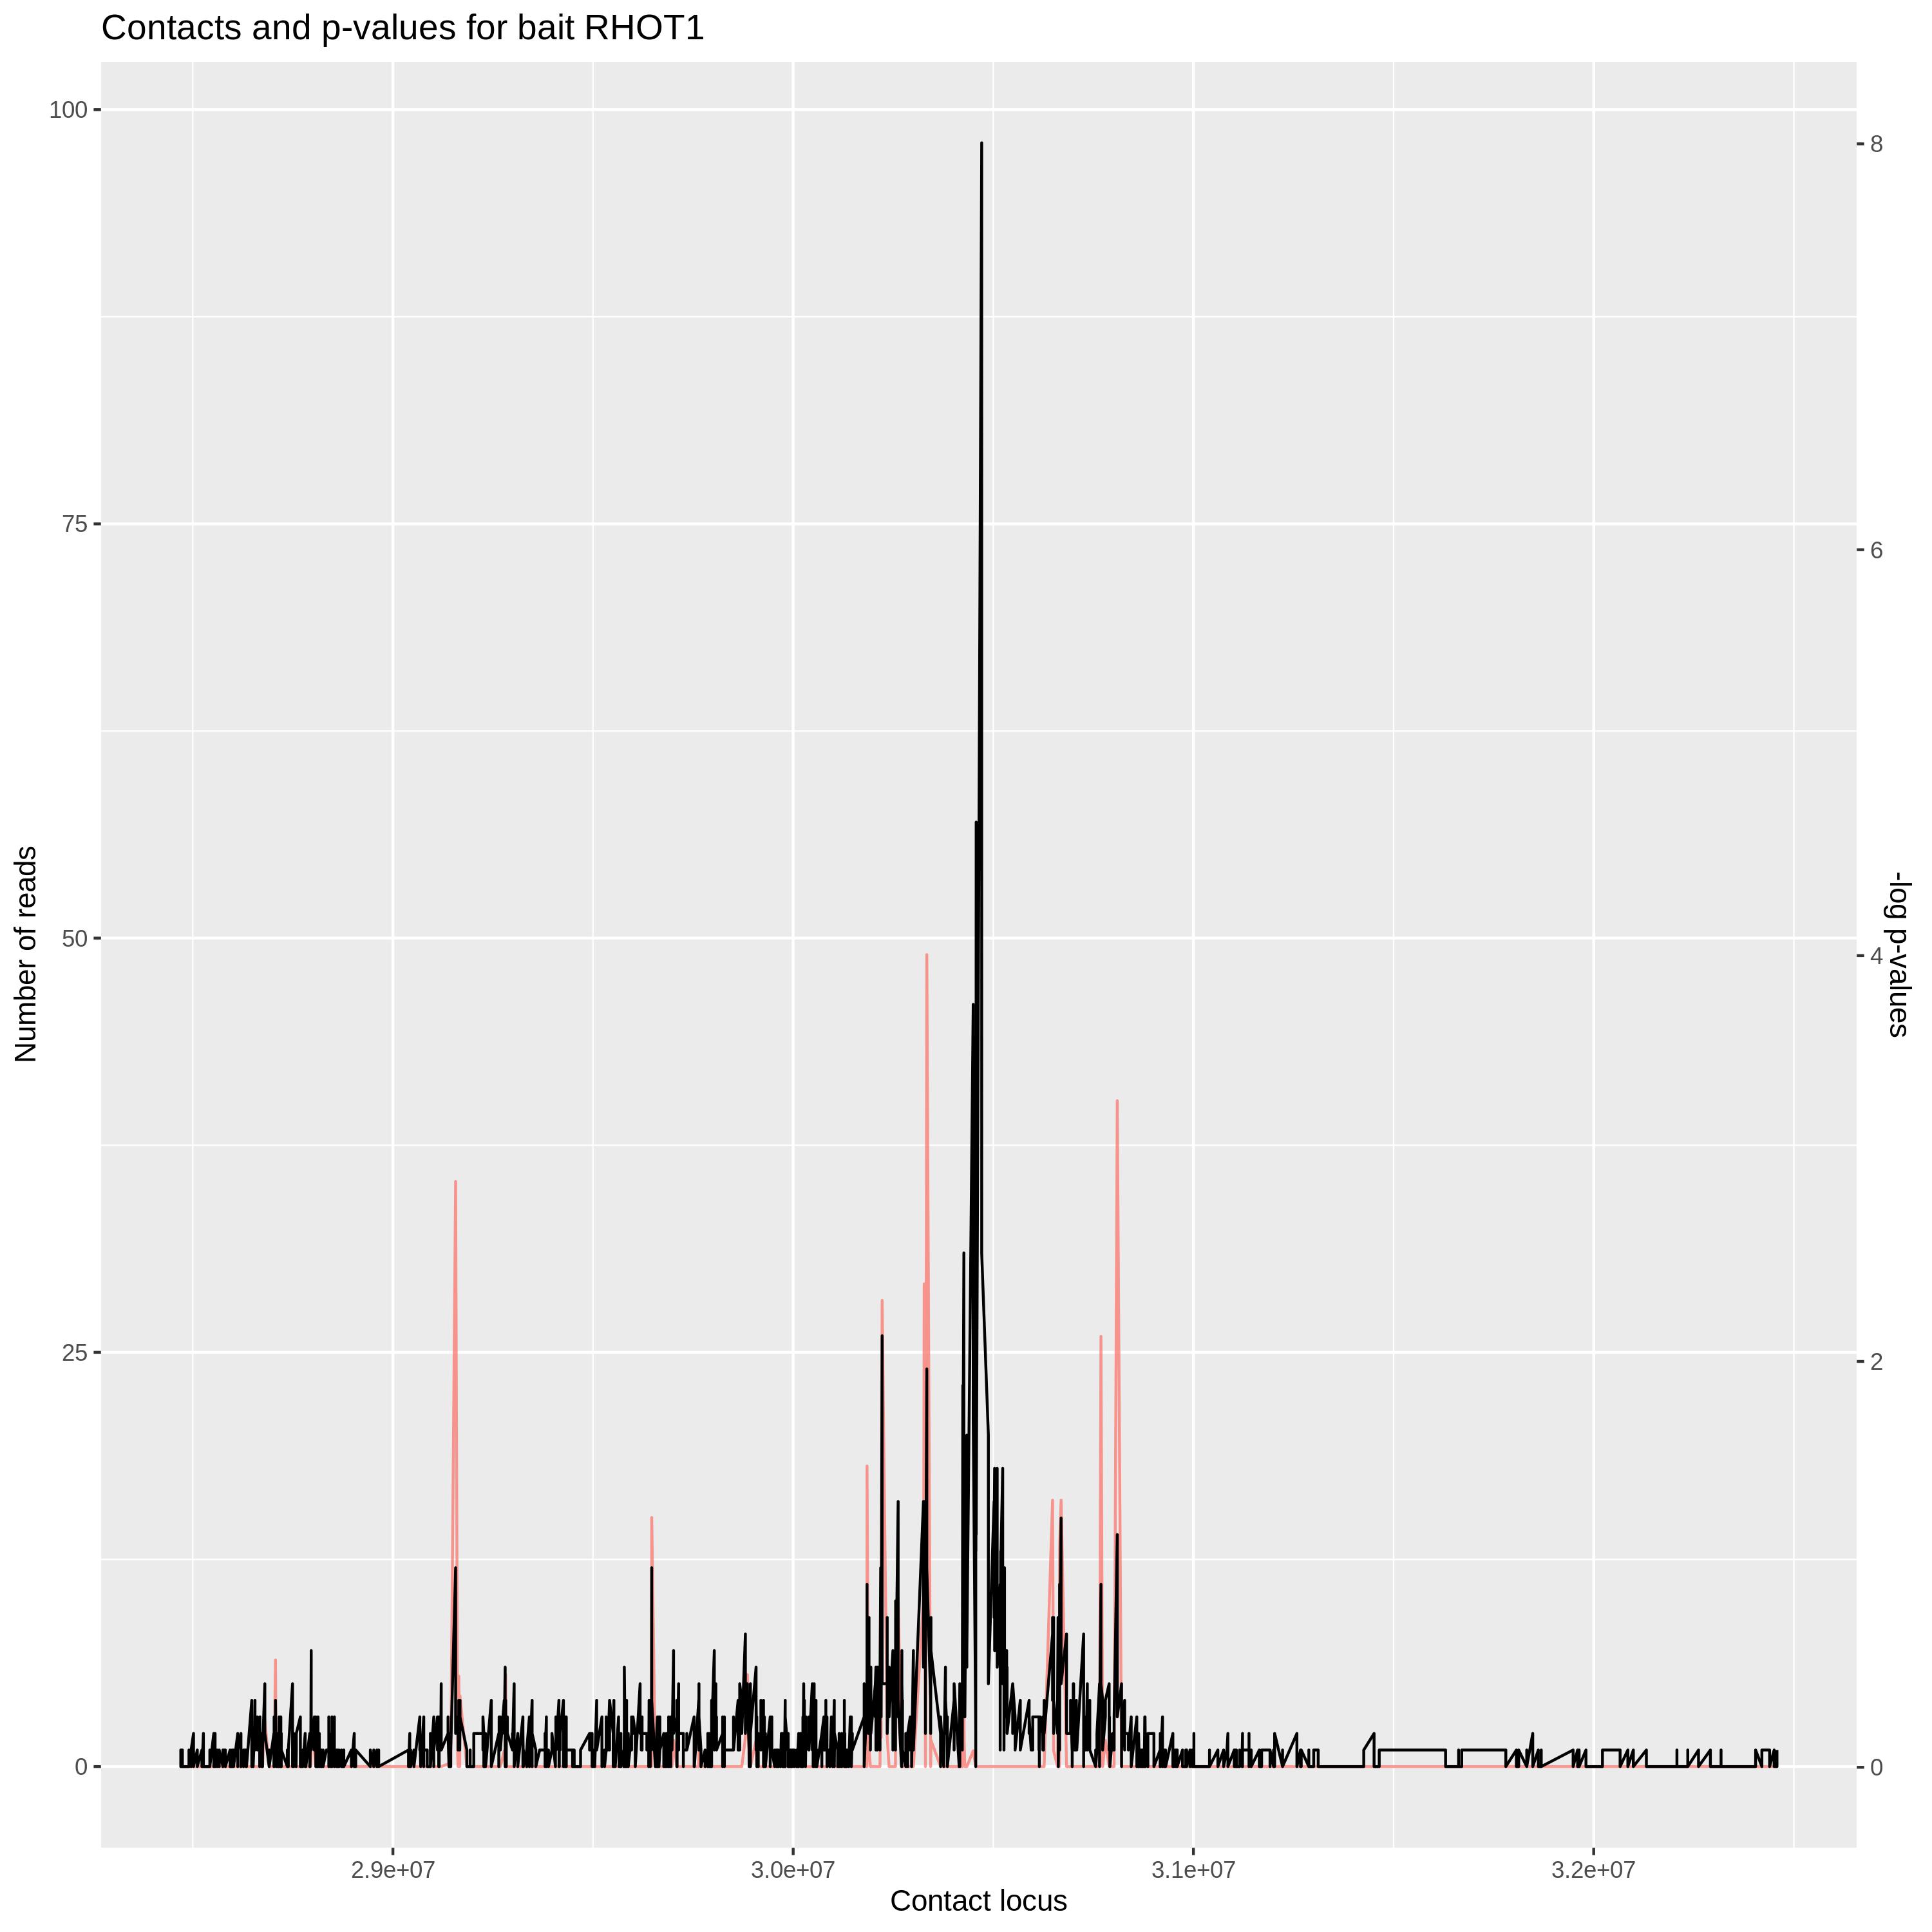 Contacts and p-values for bait RHOT1
100
75
50
25
0
Number of reads
8
6
4
2
0
-log p-values
2.9e+07
3.0e+07
3.1e+07
3.2e+07
Contact locus